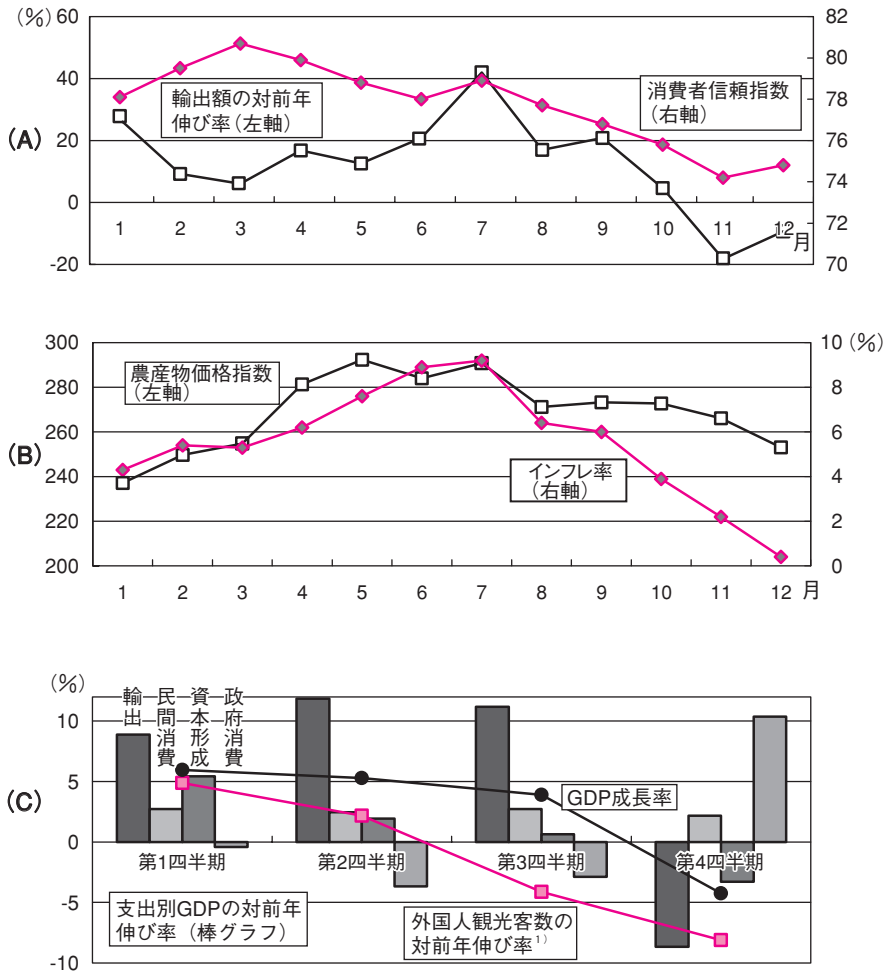 (%)
60
40
20
0
-20
82
80
78
76
74
72
70
(A)
輸出額の対前年
伸び率(左軸)
消費者信頼指数
(右軸)
1 2 3 4 5 6 7 8 9 10 11 12 月
300
280
260
240
220
200
10 (%)
8
6
4
2
0
(B)
農産物価格指数
(左軸)
インフレ率
(右軸)
1 2 3 4 5 6 7 8 9 10 11 12 月
(%)
10
5
0
-5
-10
(C)
輸出
民間消費
資本形成
政府消費
GDP成長率
第1四半期 第2四半期 第3四半期 第4四半期
支出別GDPの対前年
伸び率(棒グラフ)
外国人観光客数の
対前年伸び率¹⁾